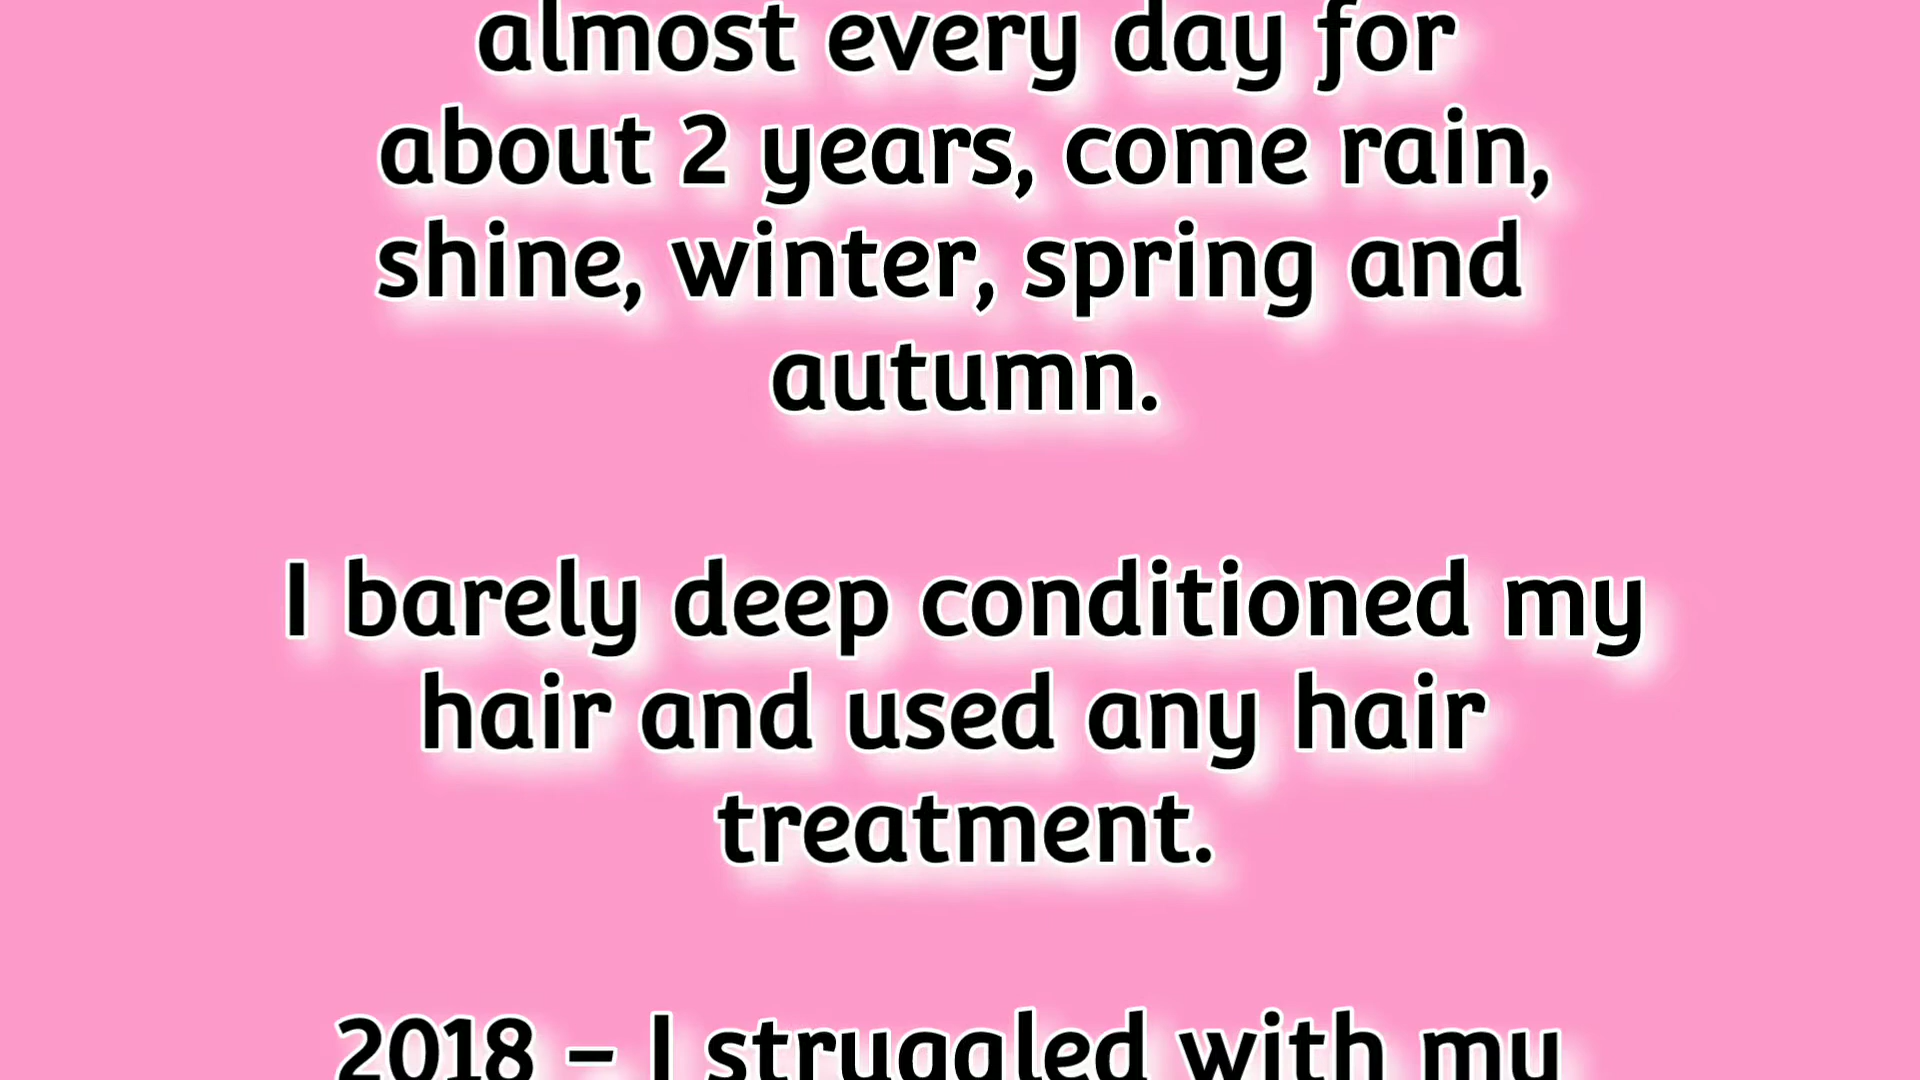 almost every day for
about 2 years, come rain,
shine, winter, spring and
autumn.
I barely deep conditioned my
hair and used any hair
treatment.
2018 – I struggled with my